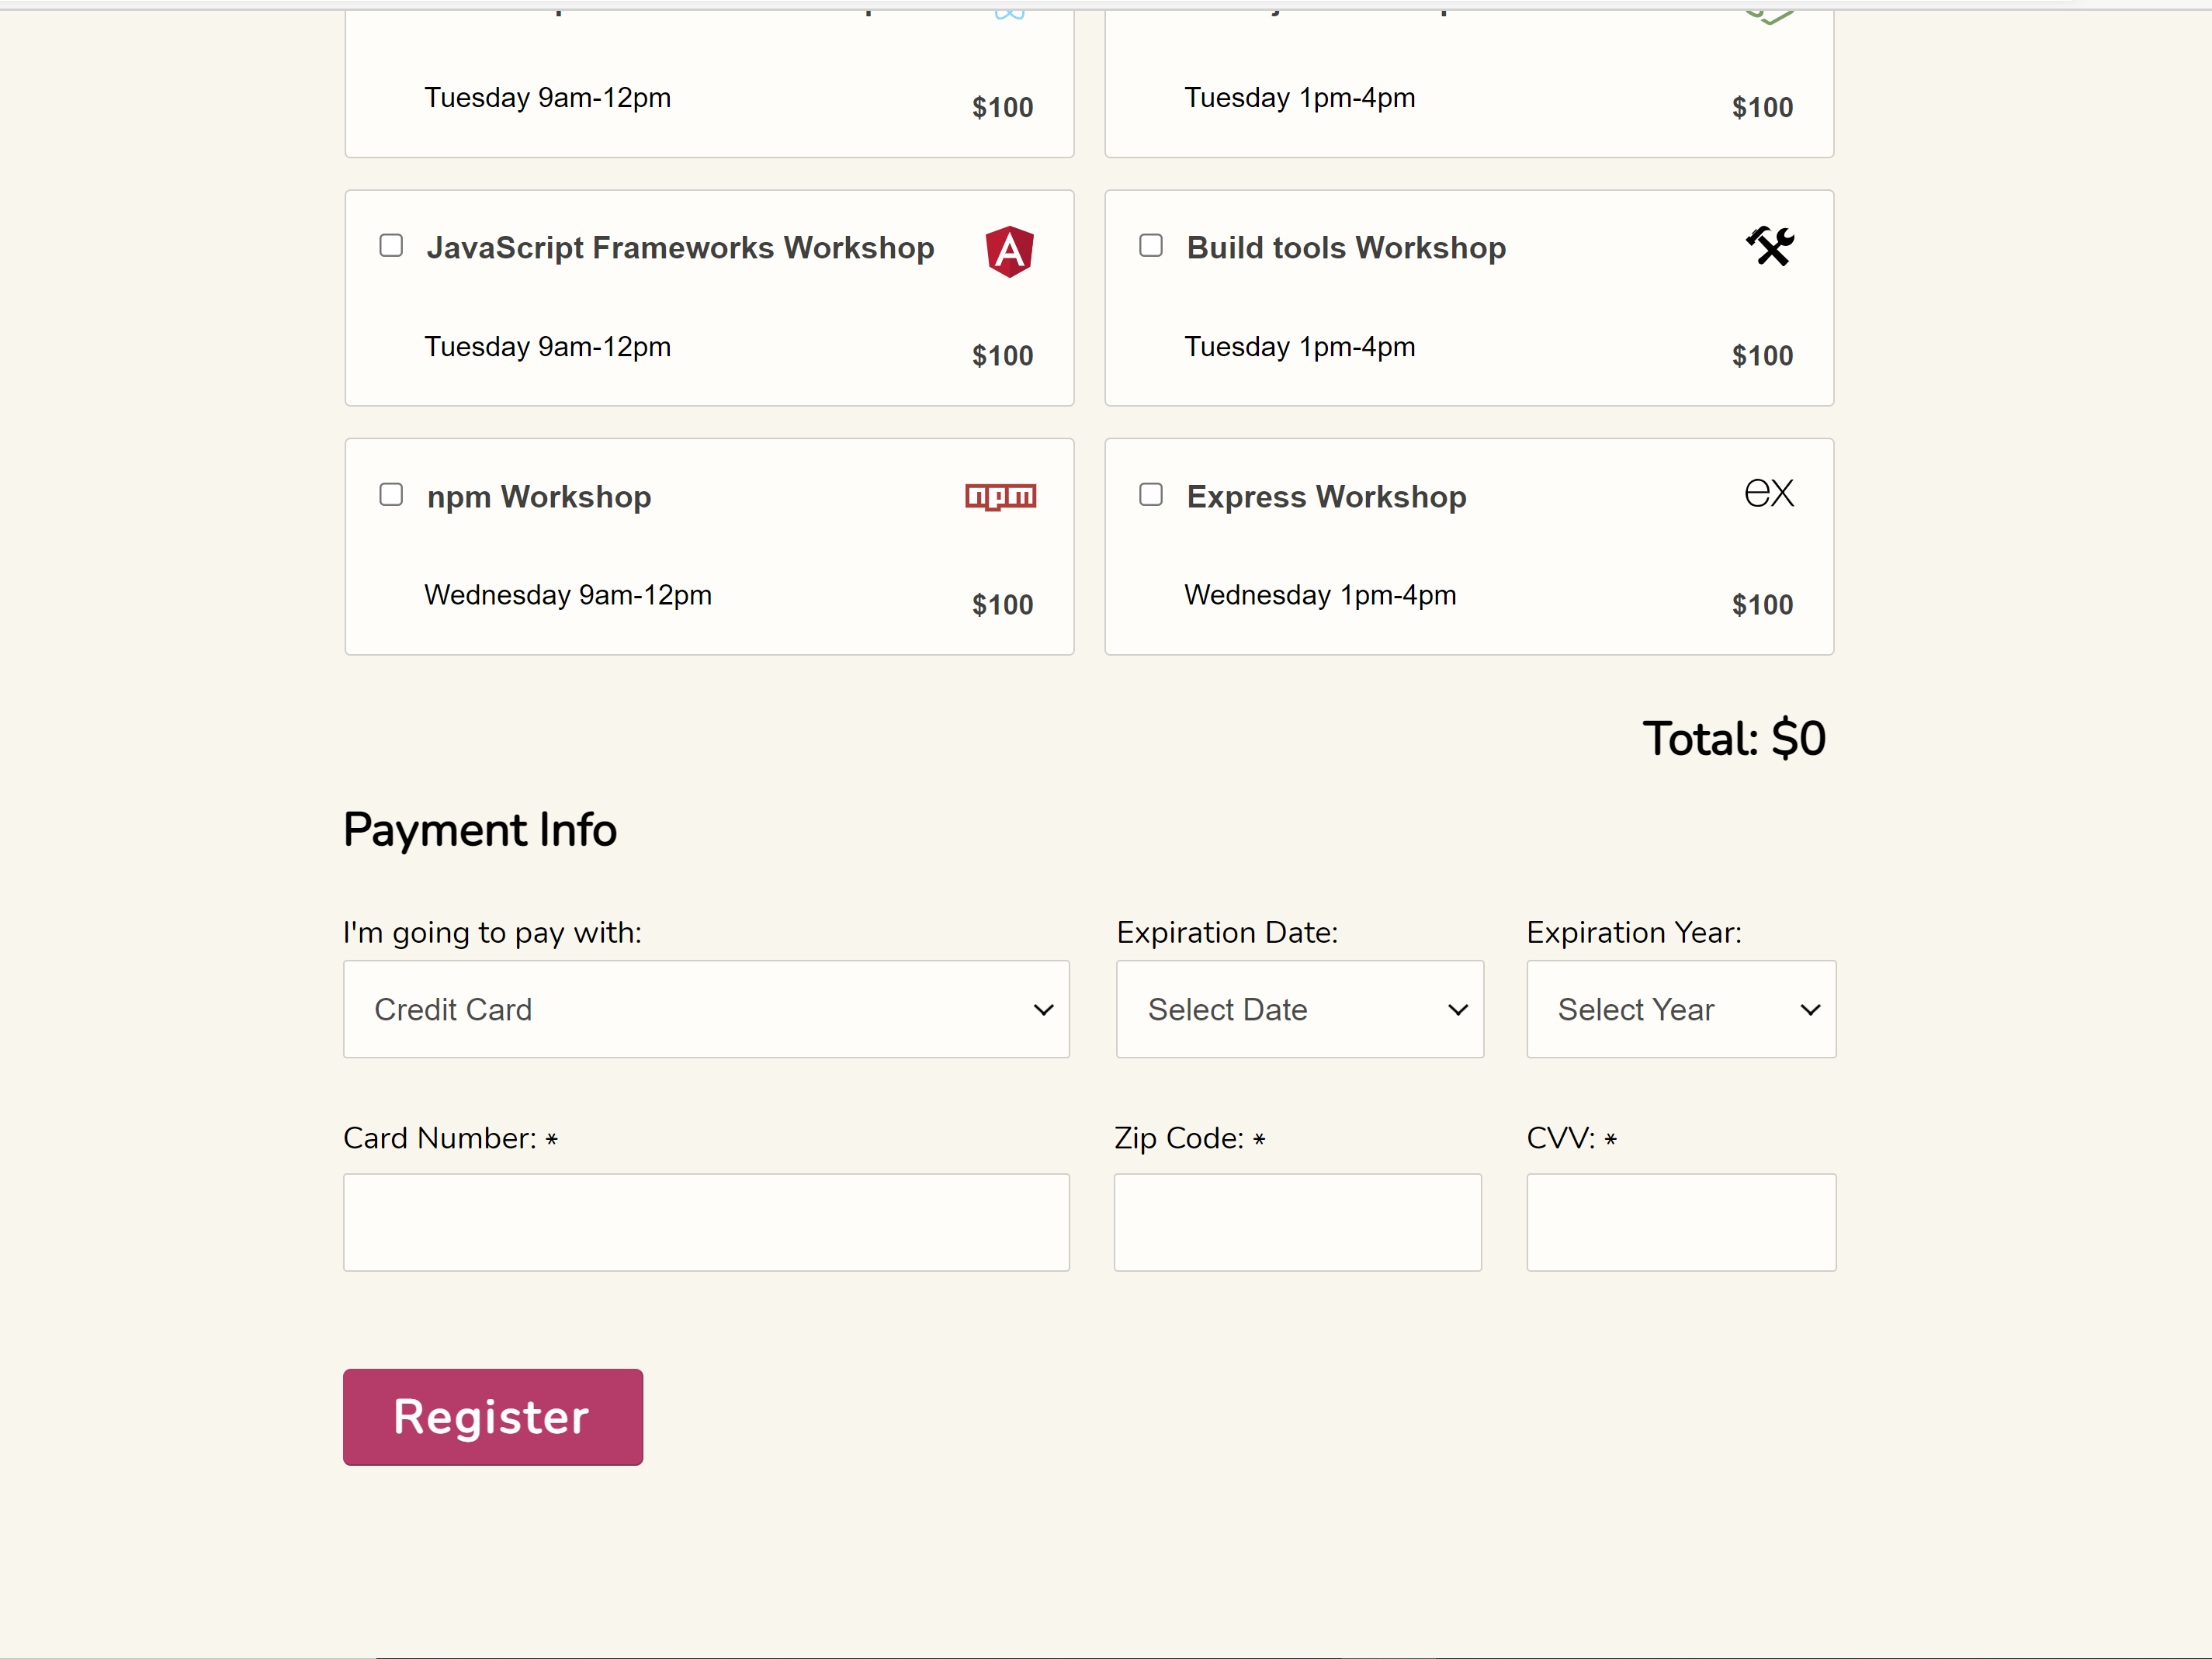 Tuesday 9am-12pm
$100
Tuesday 1pm-4pm
$100
JavaScript Frameworks Workshop
A
Tuesday 9am-12pm
$100
Build tools Workshop
Tuesday 1pm-4pm
$100
npm Workshop
npm
Wednesday 9am-12pm
$100
Express Workshop
ex
Wednesday 1pm-4pm
$100
Total: $0
Payment Info
I'm going to pay with:
Credit Card
Expiration Date:
Select Date
Expiration Year:
Select Year
Card Number: *
Zip Code: *
CVV: *
Register